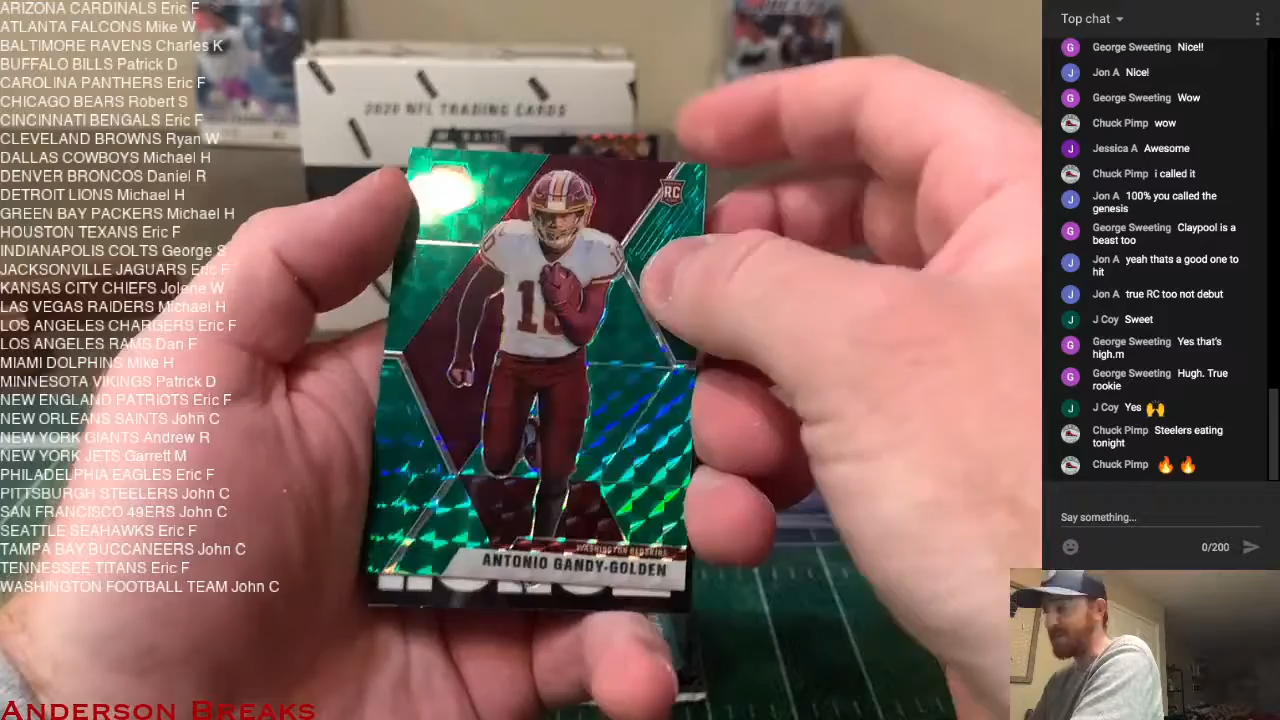 ARIZONA CARDINALS Eric F
ATLANTA FALCONS Mike W
BALTIMORE RAVENS Charles K
BUFFALO BILLS Patrick D
CAROLINA PANTHERS Eric F
CHICAGO BEARS Robert S
CINCINNATI BENGALS Eric F
CLEVELAND BROWNS Ryan W
DALLAS COWBOYS Michael H
DENVER BRONCOS Daniel R
DETROIT LIONS Michael H
GREEN BAY PACKERS Michael H
HOUSTON TEXANS Eric F
INDIANAPOLIS COLTS George S
JACKSONVILLE JAGUARS Eric F
KANSAS CITY CHIEFS Jolene W
LAS VEGAS RAIDERS Michael H
LOS ANGELES CHARGERS Eric F
LOS ANGELES RAMS Dan F
MIAMI DOLPHINS Mike H
MINNESOTA VIKINGS Patrick D
NEW ENGLAND PATRIOTS Eric F
NEW ORLEANS SAINTS John C
NEW YORK GIANTS Andrew R
NEW YORK JETS Garrett M
PHILADELPHIA EAGLES Eric F
PITTSBURGH STEELERS John C
SAN FRANCISCO 49ERS John C
SEATTLE SEAHAWKS Eric F
TAMPA BAY BUCCANEERS John C
TENNESSEE TITANS Eric F
WASHINGTON FOOTBALL TEAM John C
ANDERSON BREAKS
2020 NFL TRADING CARDS
RC
10
WASHINGTON REDSKINS
ANTONIO GANDY-GOLDEN
Top chat
George Sweeting Nice!!
Jon A Nice!
George Sweeting Wow
Chuck Pimp wow
Jessica A Awesome
Chuck Pimp i called it
Jon A 100% you called the
genesis
George Sweeting Claypool is a
beast too
Jon A yeah thats a good one to
hit
Jon A true RC too not debut
J Coy Sweet
George Sweeting Yes that's
high.m
George Sweeting Hugh. True
rookie
J Coy Yes 🙌
Chuck Pimp Steelers eating
tonight
Chuck Pimp 🔥🔥
Say something...
0/200